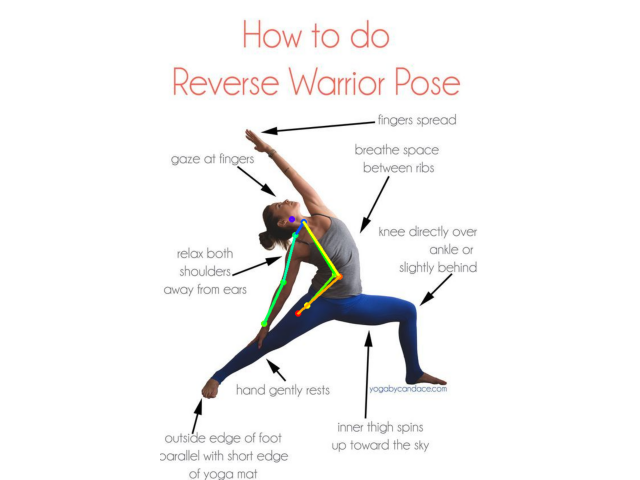 How to do
Reverse Warrior Pose
fingers spread
breathe space
between ribs
gaze at fingers
knee directly over
ankle or
slightly behind
relax both
shoulders
away from ears
hand gently rests
yogabycandace.com
inner thigh spins
up toward the sky
outside edge of foot
parallel with short edge
of yoga mat